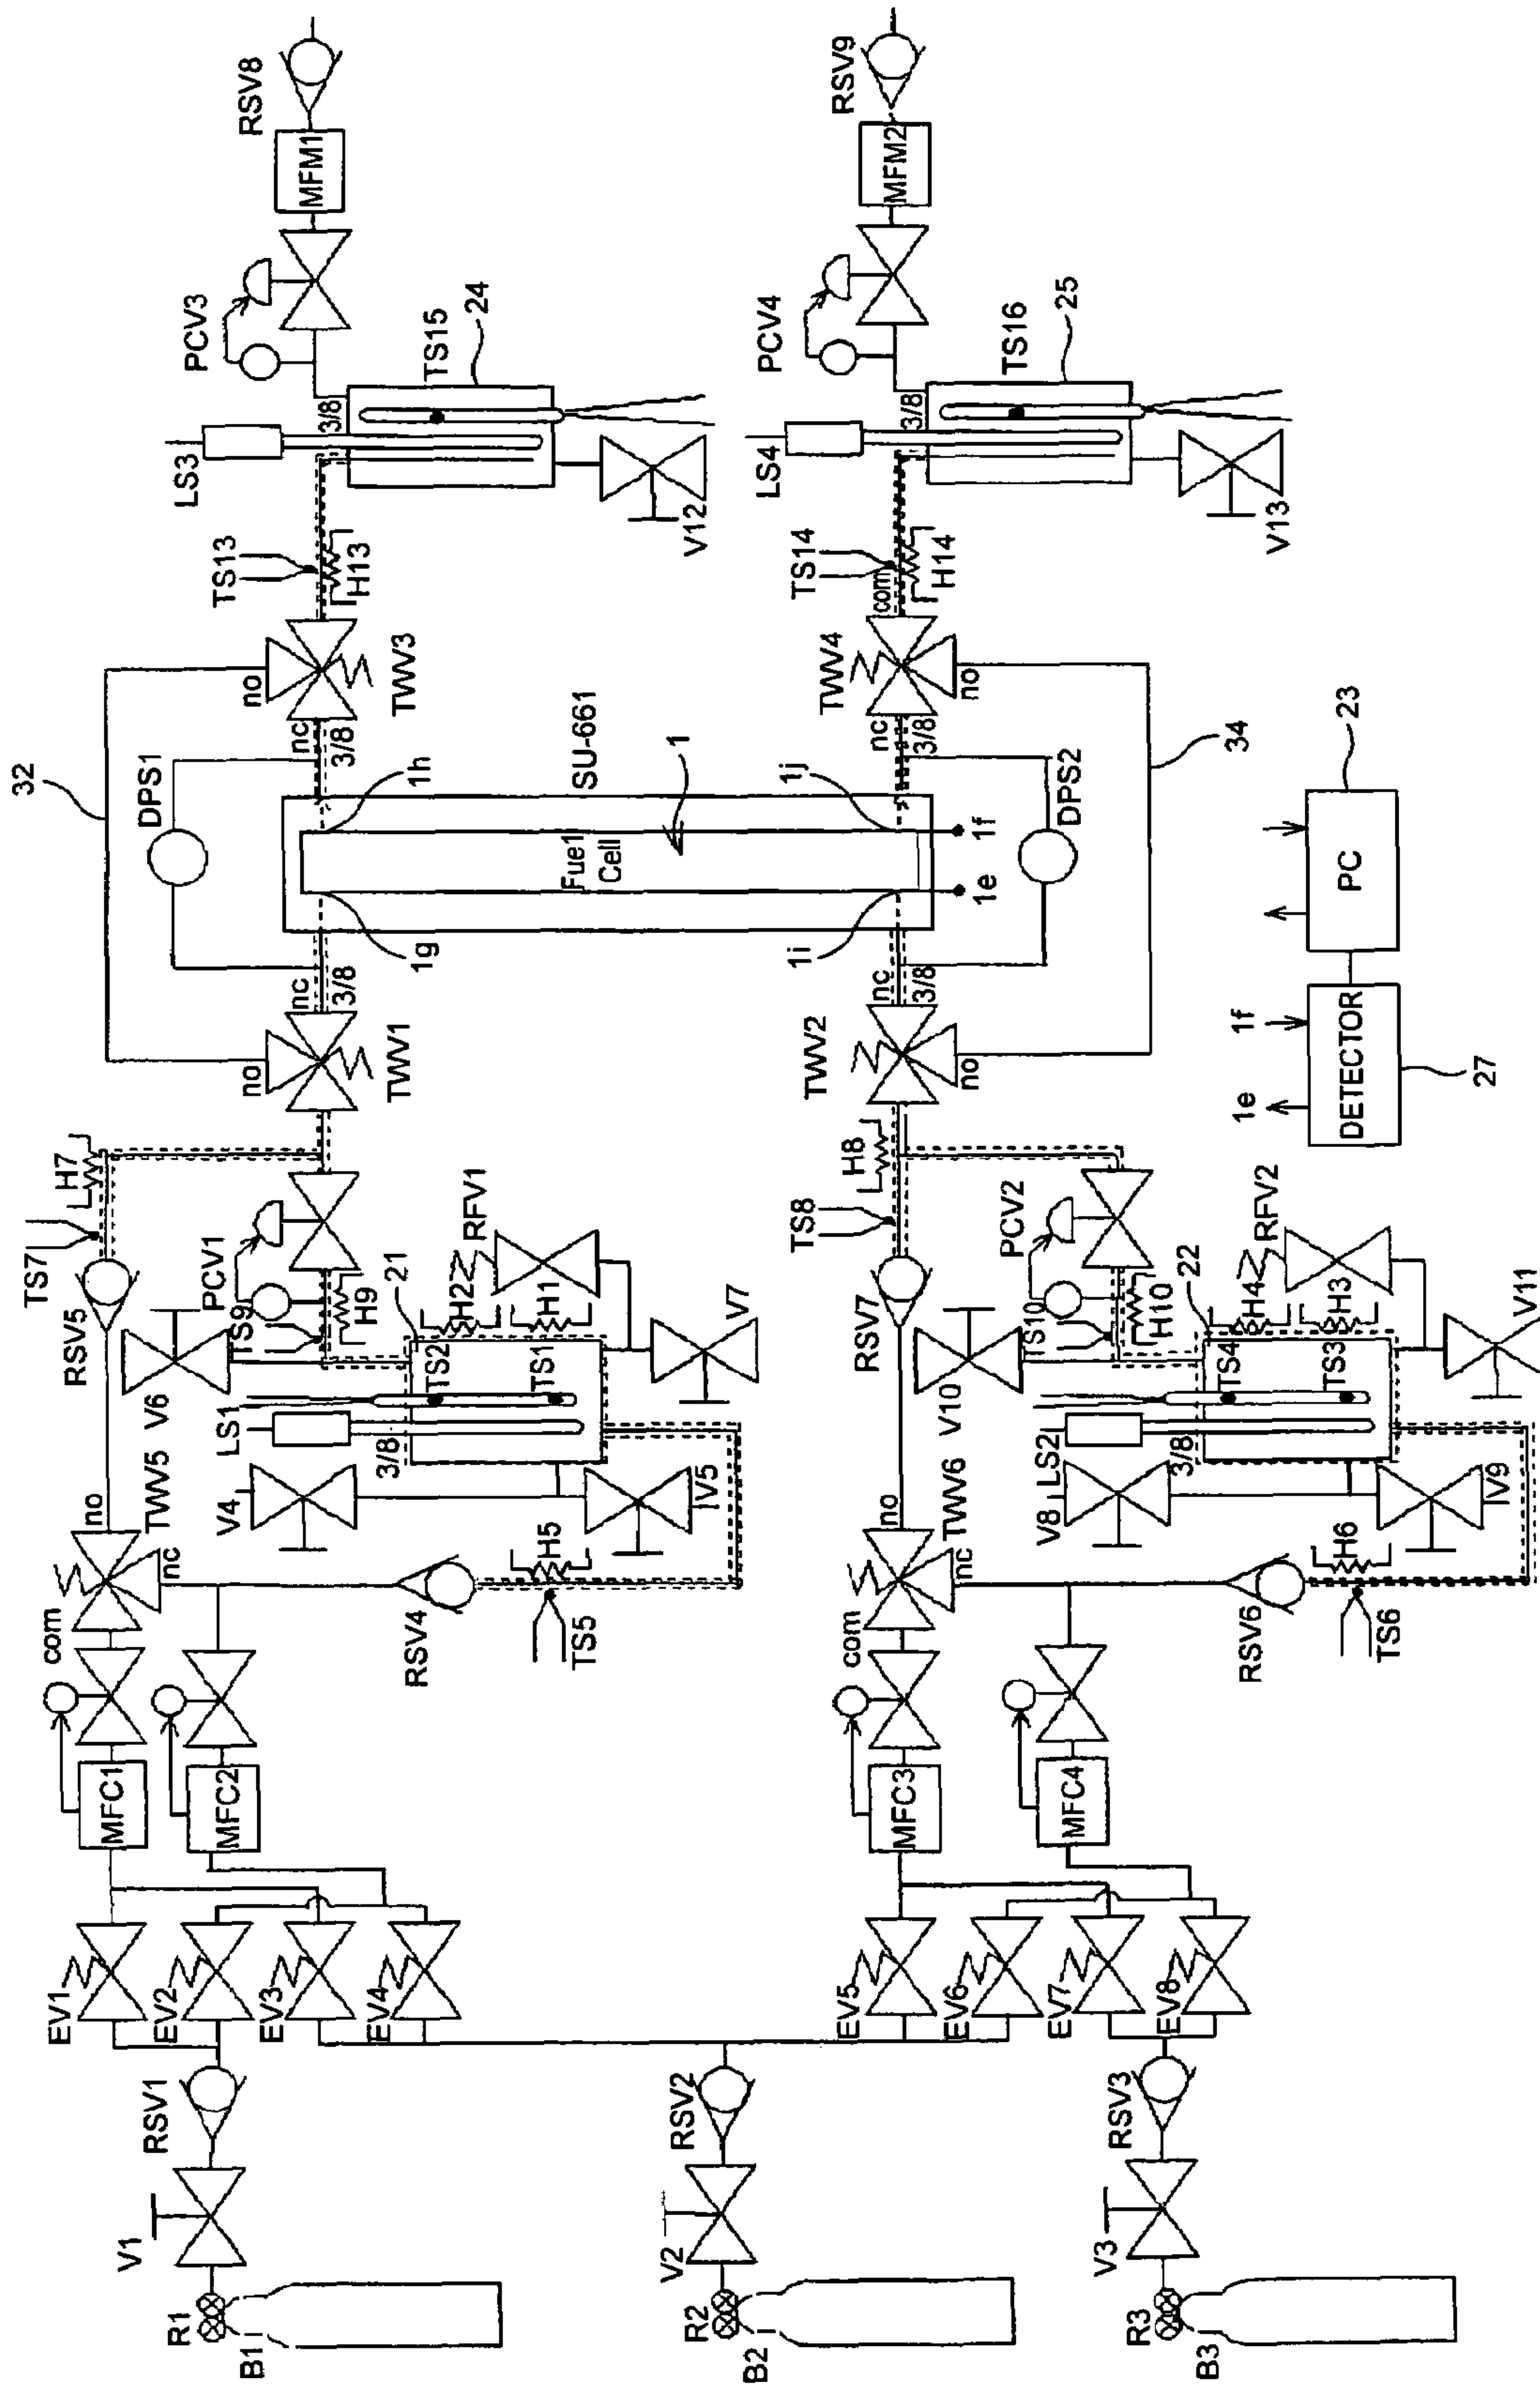 RSV8
MFM1
PCV3
TS15
24
3/8
LS3
V12
TS13
H13
TWV3
no
nc
3/8
32
DPS1
1h
SU-661
1
Fuel
Cell
1g
nc
3/8
no
TWV1
H7
TS7
RSV5
PCV1
TS9
H9
21
H2
RFV1
H1
V7
TS2
TS1
V6
LS1
3/8
TWV5
V4
V5
no
nc
com
RSV4
H5
TS5
MFC1
MFC2
EV1
EV2
EV3
EV4
RSV1
V1
R1
B1
RSV9
MFM2
PCV4
TS16
25
3/8
LS4
V13
TS14
com
H14
TWV4
no
nc
3/8
34
DPS2
1j
1f
1e
1i
nc
3/8
no
TWV2
H8
TS8
RSV7
PCV2
TS10
H10
22
H4
RFV2
H3
V11
TS4
TS3
V10
LS2
3/8
TWV6
V8
V9
no
nc
com
RSV6
H6
TS6
MFC3
MFC4
EV5
EV6
EV7
EV8
RSV2
V2
R2
B2
RSV3
V3
R3
B3
23
PC
1f
1e
DETECTOR
27